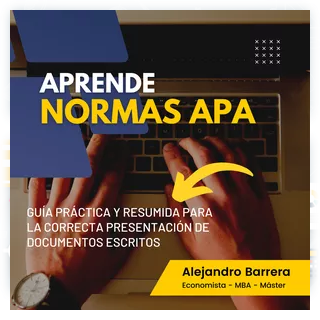 APRENDE
NORMAS APA
GUÍA PRÁCTICA Y RESUMIDA PARA
LA CORRECTA PRESENTACIÓN DE
DOCUMENTOS ESCRITOS
Alejandro Barrera
Economista - MBA - Máster